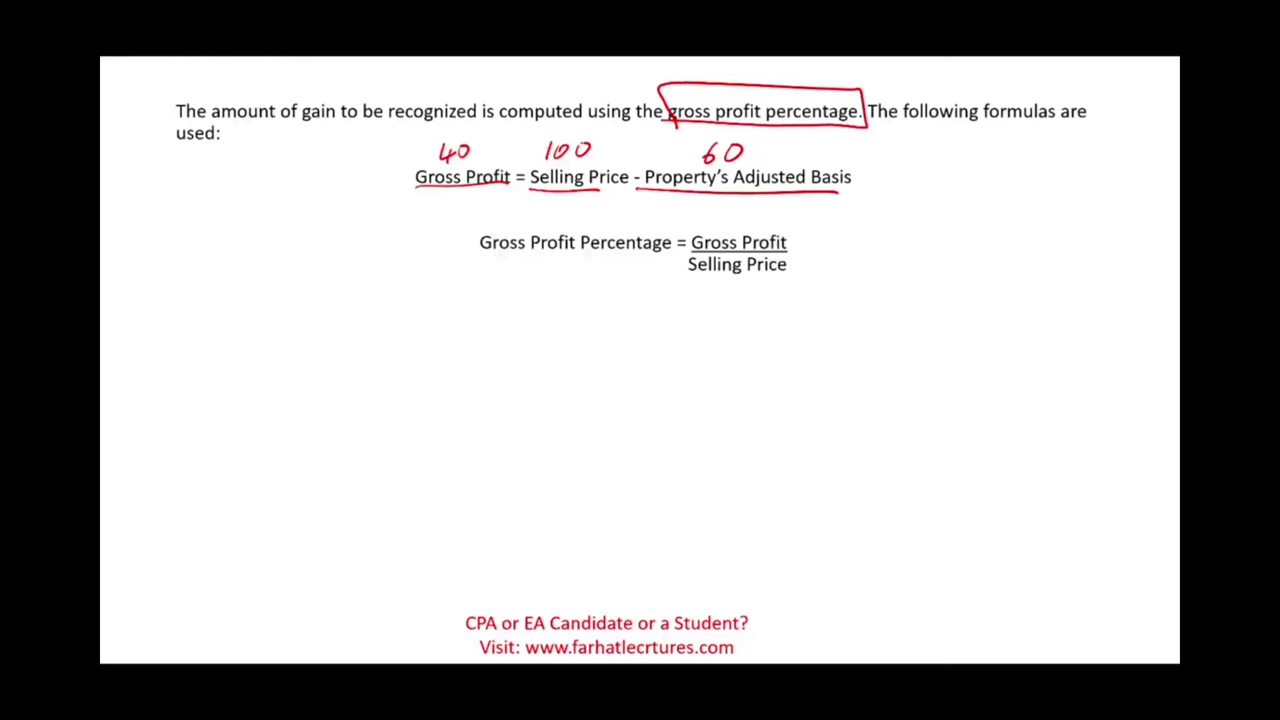 The amount of gain to be recognized is computed using the gross profit percentage. The following formulas are
used:
40 100 60
Gross Profit = Selling Price - Property's Adjusted Basis
Gross Profit Percentage = Gross Profit
Selling Price
CPA or EA Candidate or a Student?
Visit: www.farhatlecrtures.com